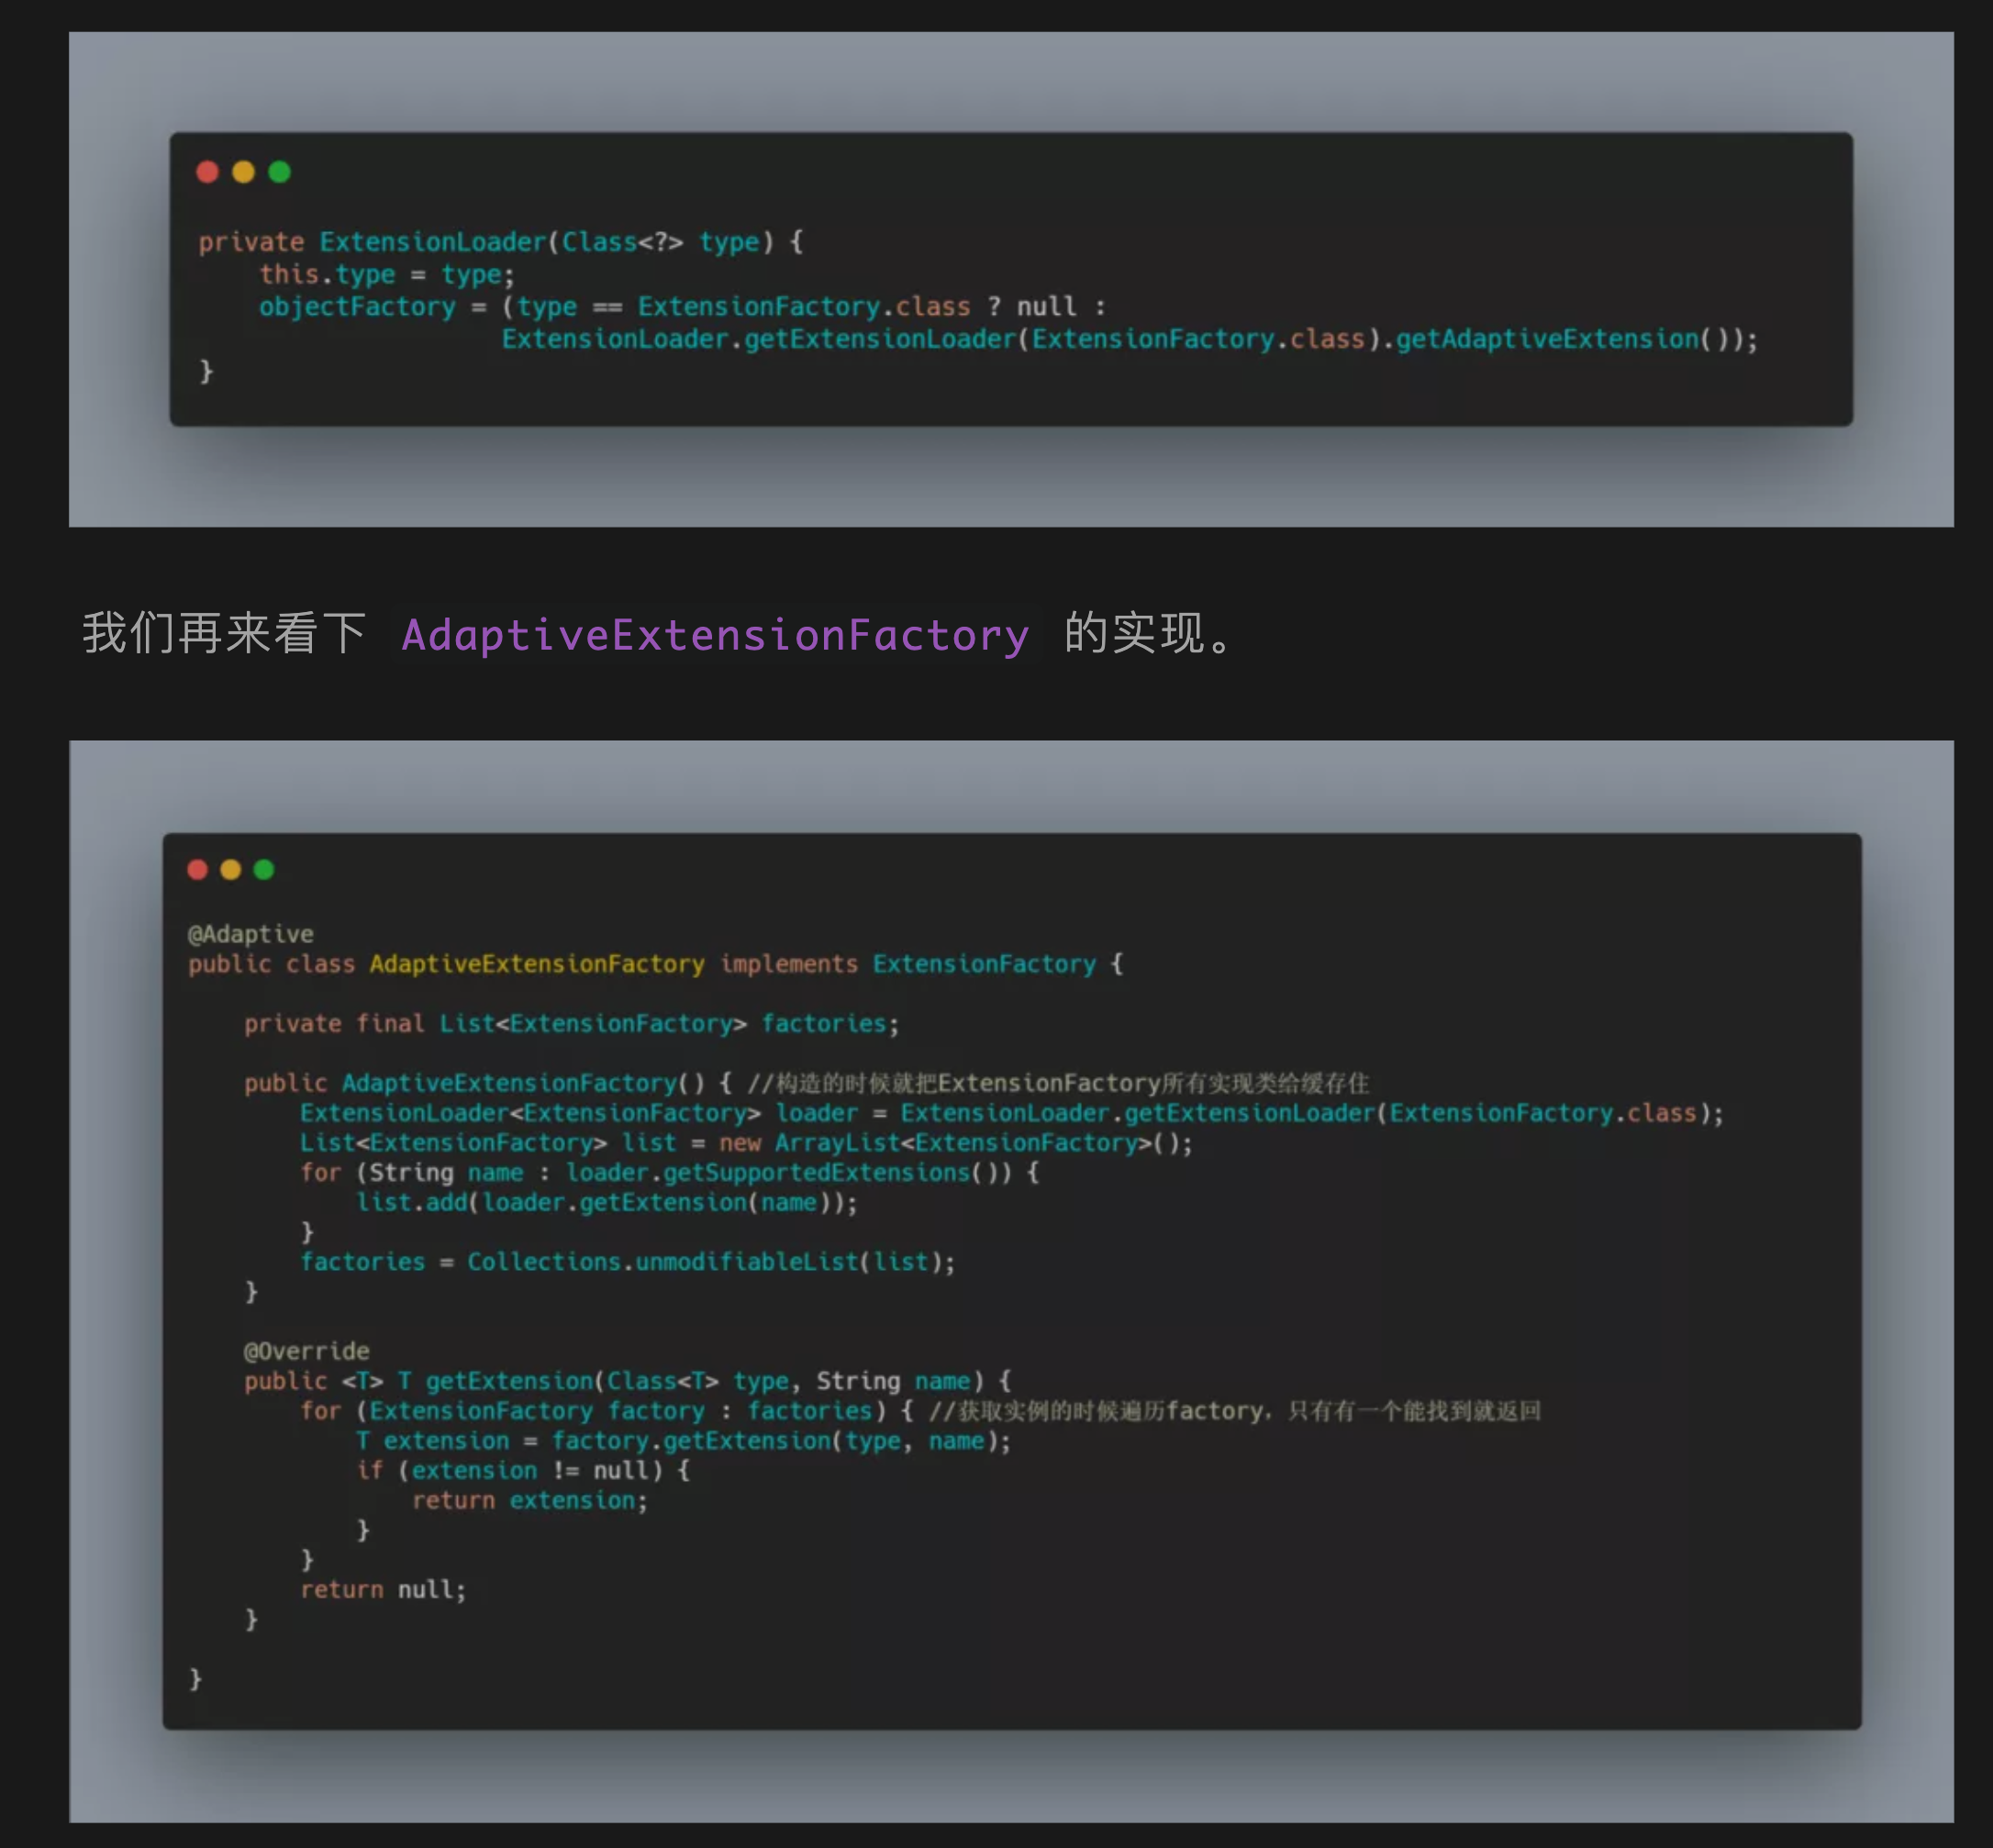 private ExtensionLoader(Class<?> type) {
    this.type = type;
    objectFactory = (type == ExtensionFactory.class ? null :
                    ExtensionLoader.getExtensionLoader(ExtensionFactory.class).getAdaptiveExtension());
}
我们再来看下 AdaptiveExtensionFactory 的实现。
@Adaptive
public class AdaptiveExtensionFactory implements ExtensionFactory {
    private final List<ExtensionFactory> factories;
    public AdaptiveExtensionFactory() { //构造的时候就把ExtensionFactory所有实现类给缓存住
        ExtensionLoader<ExtensionFactory> loader = ExtensionLoader.getExtensionLoader(ExtensionFactory.class);
        List<ExtensionFactory> list = new ArrayList<ExtensionFactory>();
        for (String name : loader.getSupportedExtensions()) {
            list.add(loader.getExtension(name));
        }
        factories = Collections.unmodifiableList(list);
    }
    @Override
    public <T> T getExtension(Class<T> type, String name) {
        for (ExtensionFactory factory : factories) { //获取实例的时候遍历factory，只有有一个能找到就返回
            T extension = factory.getExtension(type, name);
            if (extension != null) {
                return extension;
            }
        }
        return null;
    }
}